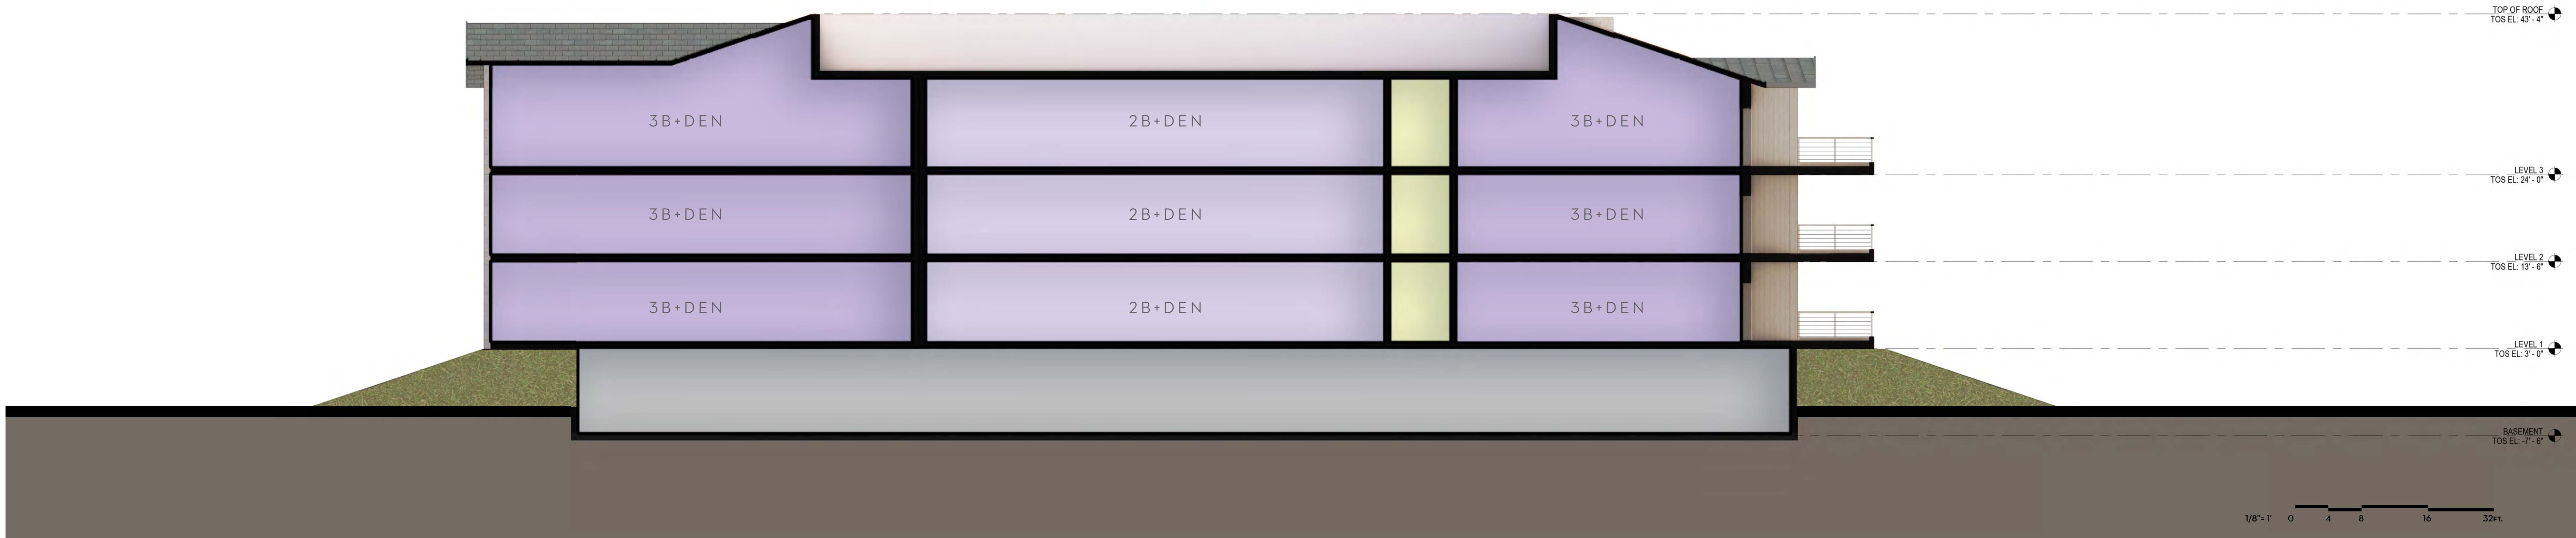 TOP OF ROOF
TOS EL: 43' - 4"
3B+DEN
2B+DEN
3B+DEN
LEVEL 3
TOS EL: 24' - 0"
3B+DEN
2B+DEN
3B+DEN
LEVEL 2
TOS EL: 13' - 6"
3B+DEN
2B+DEN
3B+DEN
LEVEL 1
TOS EL: 3' - 0"
BASEMENT
TOS EL: -7' - 6"
1/8"= 1' 0 4 8 16 32FT.